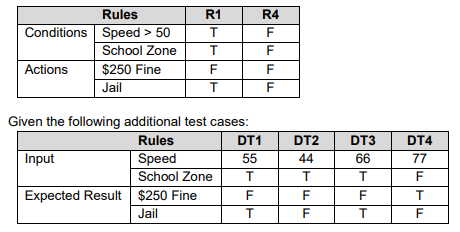 Rules R1 R4
Conditions Speed > 50 T F
School Zone T F
Actions $250 Fine F F
Jail T F
Given the following additional test cases:
Rules DT1 DT2 DT3 DT4
Input Speed 55 44 66 77
School Zone T T T F
Expected Result $250 Fine F F F T
Jail T F T F